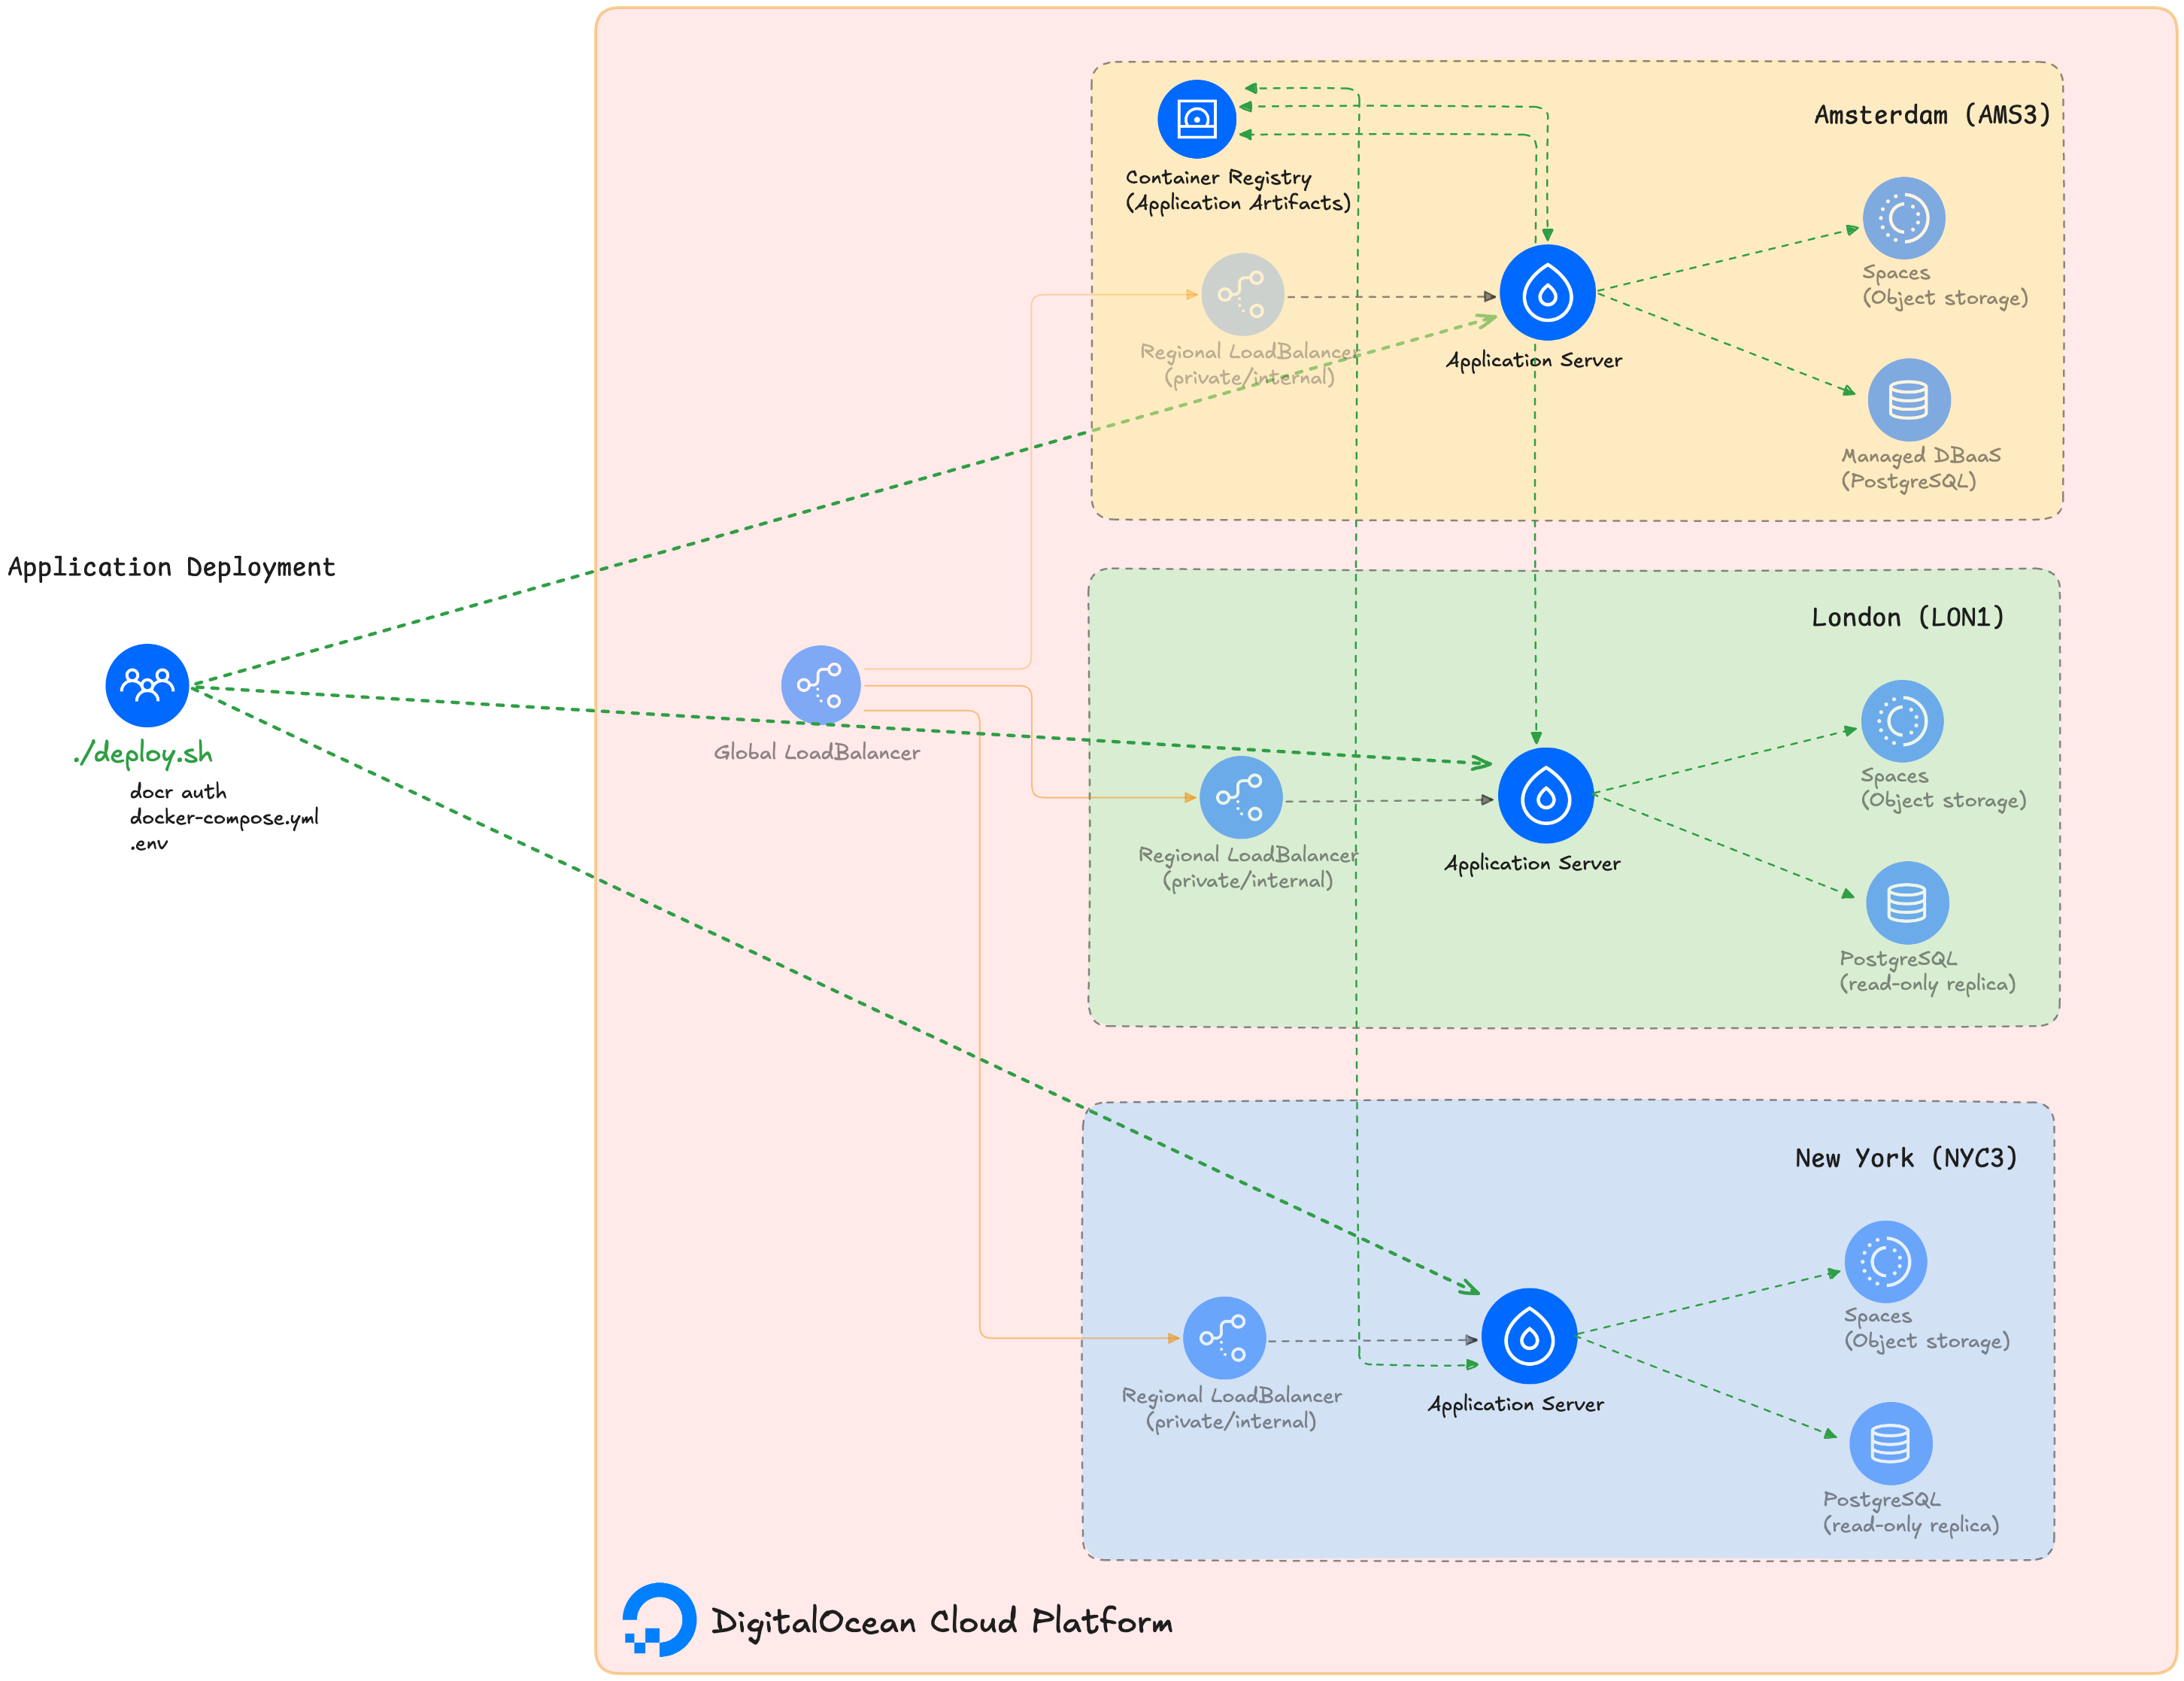 Application Deployment
./deploy.sh
docr auth
docker-compose.yml
.env
Global LoadBalancer
Amsterdam (AMS3)
Container Registry
(Application Artifacts)
Regional LoadBalancer
(private/internal)
Application Server
Spaces
(Object storage)
Managed DBaaS
(PostgreSQL)
London (LON1)
Regional LoadBalancer
(private/internal)
Application Server
Spaces
(Object storage)
PostgreSQL
(read-only replica)
New York (NYC3)
Regional LoadBalancer
(private/internal)
Application Server
Spaces
(Object storage)
PostgreSQL
(read-only replica)
DigitalOcean Cloud Platform